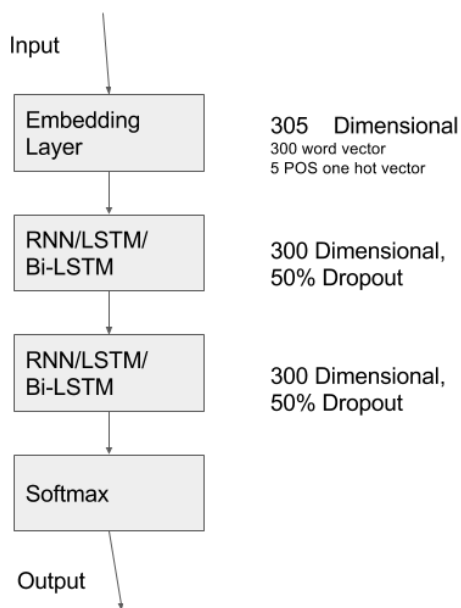 Input
Embedding
Layer
305 Dimensional
300 word vector
5 POS one hot vector
RNN/LSTM/
Bi-LSTM
300 Dimensional,
50% Dropout
RNN/LSTM/
Bi-LSTM
300 Dimensional,
50% Dropout
Softmax
Output